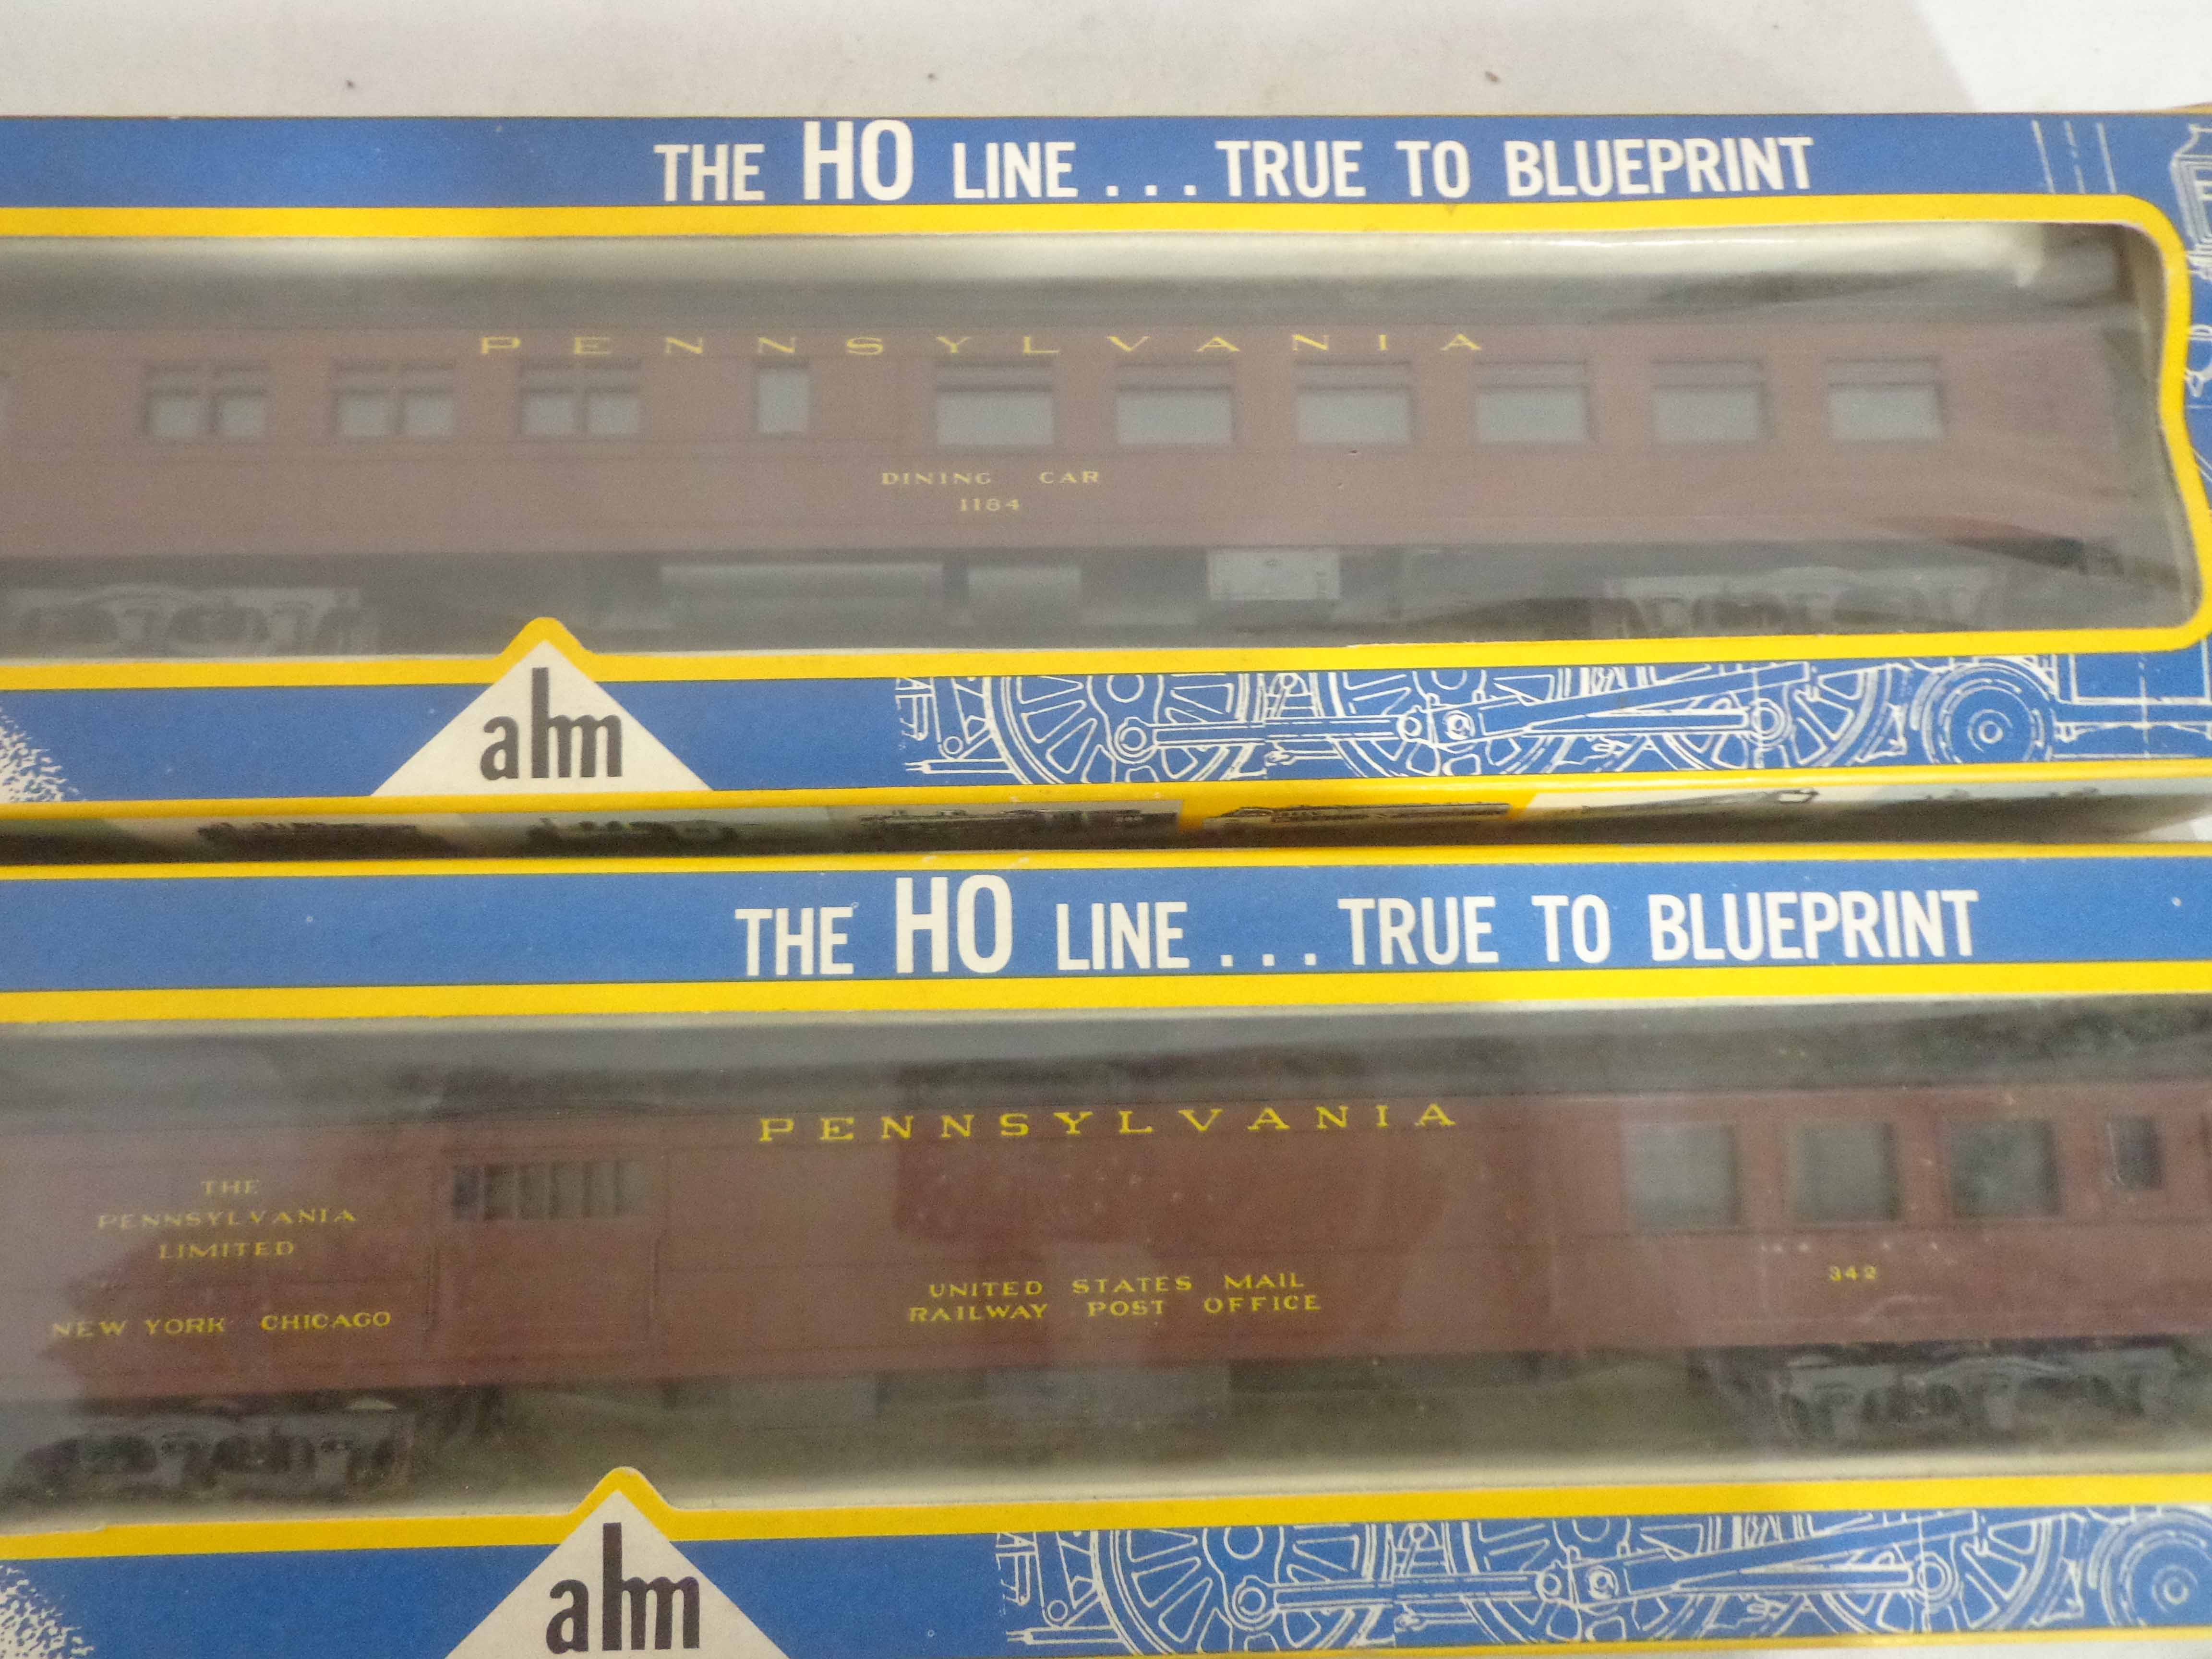 THE HO LINE . . . TRUE TO BLUEPRINT
PENNSYLVANIA
DINING CAR
1184
ahm
THE HO LINE . . . TRUE TO BLUEPRINT
PENNSYLVANIA
THE
PENNSYLVANIA
LIMITED
NEW YORK CHICAGO
UNITED STATES MAIL
RAILWAY POST OFFICE
342
ahm